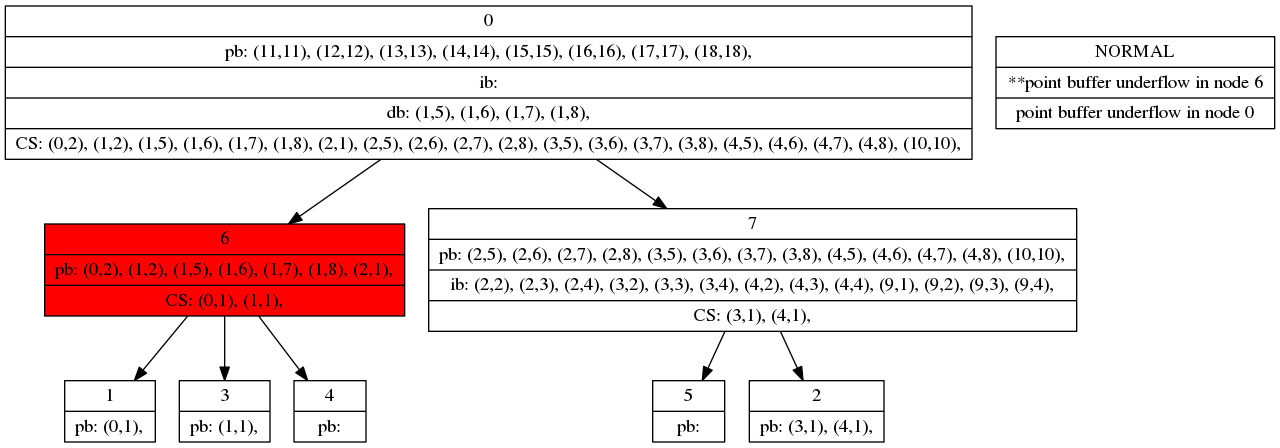 0
pb: (11,11), (12,12), (13,13), (14,14), (15,15), (16,16), (17,17), (18,18),
ib:
db: (1,5), (1,6), (1,7), (1,8),
CS: (0,2), (1,2), (1,5), (1,6), (1,7), (1,8), (2,1), (2,5), (2,6), (2,7), (2,8), (3,5), (3,6), (3,7), (3,8), (4,5), (4,6), (4,7), (4,8), (10,10),
NORMAL
**point buffer underflow in node 6
point buffer underflow in node 0
6
pb: (0,2), (1,2), (1,5), (1,6), (1,7), (1,8), (2,1),
CS: (0,1), (1,1),
7
pb: (2,5), (2,6), (2,7), (2,8), (3,5), (3,6), (3,7), (3,8), (4,5), (4,6), (4,7), (4,8), (10,10),
ib: (2,2), (2,3), (2,4), (3,2), (3,3), (3,4), (4,2), (4,3), (4,4), (9,1), (9,2), (9,3), (9,4),
CS: (3,1), (4,1),
1
pb: (0,1),
3
pb: (1,1),
4
pb:
5
pb:
2
pb: (3,1), (4,1),